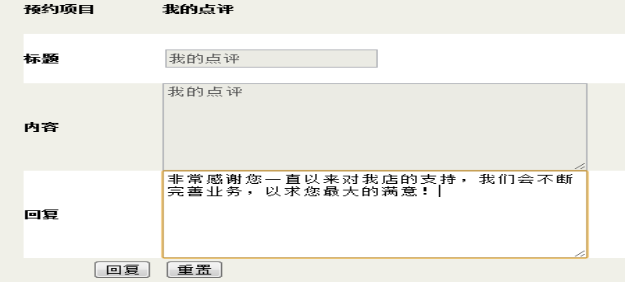 预约项目 我的点评
标题 我的点评
内容 我的点评
回复 非常感谢您一直以来对我店的支持，我们会不断
完善业务，以求您最大的满意！
回复 重置